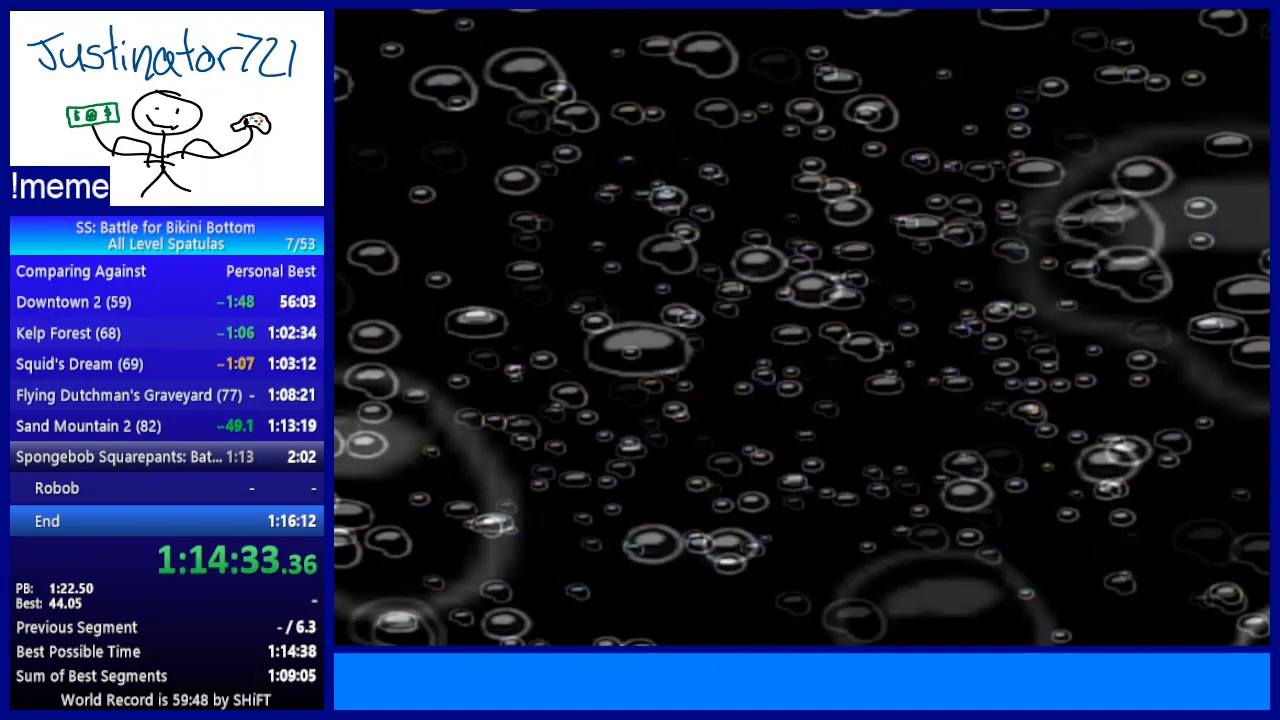 Justinator721
!meme
SS: Battle for Bikini Bottom
All Level Spatulas 7/53
Comparing Against Personal Best
Downtown 2 (59) -1:48 56:03
Kelp Forest (68) -1:06 1:02:34
Squid's Dream (69) -1:07 1:03:12
Flying Dutchman's Graveyard (77) - 1:08:21
Sand Mountain 2 (82) -49.1 1:13:19
Spongebob Squarepants: Bat... 1:13 2:02
Robob - -
End 1:16:12
1:14:33.36
PB: 1:22.50
Best: 44.05 -
Previous Segment - / 6.3
Best Possible Time 1:14:38
Sum of Best Segments 1:09:05
World Record is 59:48 by SHiFT